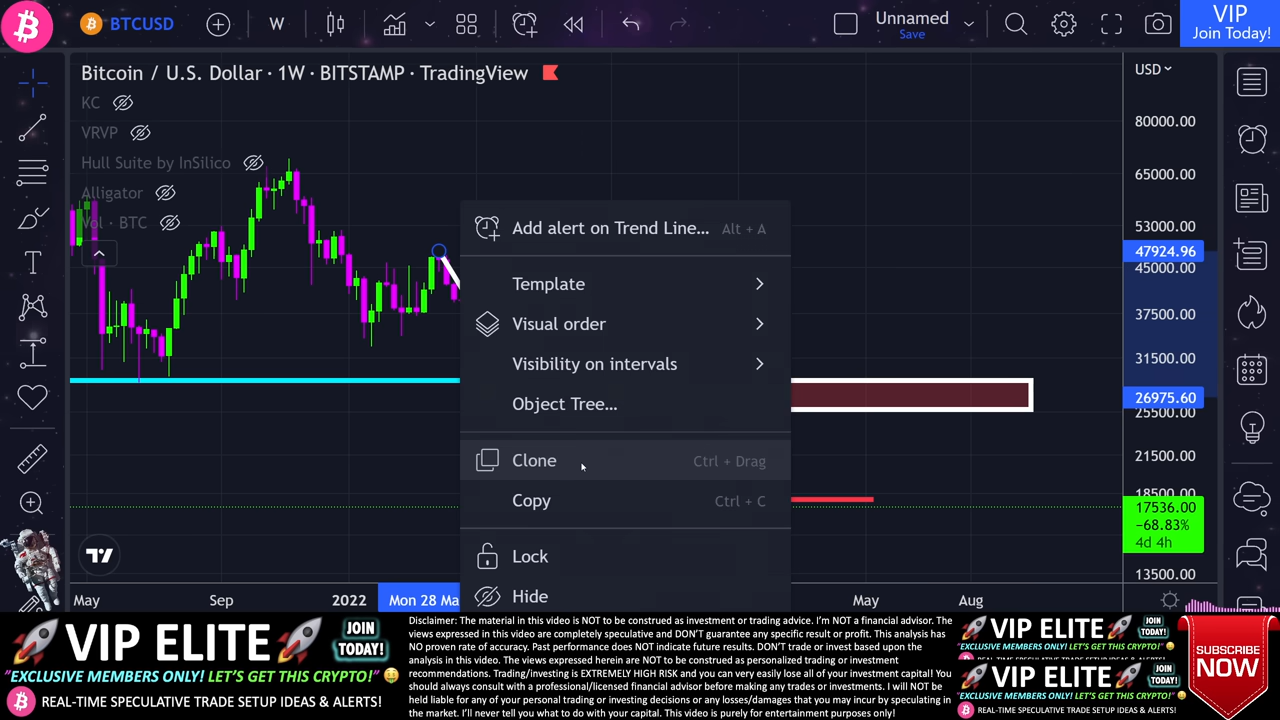 BTCUSD
W
Unnamed
Save
VIP
Join Today!
Bitcoin / U.S. Dollar · 1W · BITSTAMP · TradingView
USD
KC
VRVP
Hull Suite by InSilico
Alligator
Vol · BTC
80000.00
65000.00
53000.00
47924.96
45000.00
37500.00
31500.00
26975.60
25500.00
21500.00
18500.00
17536.00
−68.83%
4d 4h
13500.00
Add alert on Trend Line... Alt + A
Template
Visual order
Visibility on intervals
Object Tree...
Clone Ctrl + Drag
Copy Ctrl + C
Lock
Hide
May Sep 2022 Mon 28 Ma May Aug
VIP ELITE
JOIN
TODAY!
"EXCLUSIVE MEMBERS ONLY! LET'S GET THIS CRYPTO!"
REAL-TIME SPECULATIVE TRADE SETUP IDEAS & ALERTS!
Disclaimer: The material in this video is NOT to be construed as investment or trading advice. I'm NOT a financial advisor. The
views expressed in this video are completely speculative and DON'T guarantee any specific result or profit. This analysis has
NO proven rate of accuracy. Past performance does NOT indicate future results. DON'T trade or invest based upon the
analysis in this video. The views expressed herein are NOT to be construed as personalized trading or investment
recommendations. Trading/investing is EXTREMELY HIGH RISK and you can very easily lose all of your investment capital! You
should always consult with a professional/licensed financial advisor before making any trades or investments. I will NOT be
held liable for any of your personal trading or investing decisions or any losses/damages that you may incur by speculating in
the market. I'll never tell you what to do with your capital. This video is purely for entertainment purposes only!
VIP ELITE
JOIN
TODAY!
"EXCLUSIVE MEMBERS ONLY! LET'S GET THIS CRYPTO!"
VIP ELITE
JOIN
TODAY!
"EXCLUSIVE MEMBERS ONLY! LET'S GET THIS CRYPTO!"
REAL-TIME SPECULATIVE TRADE SETUP IDEAS & ALERTS!
SUBSCRIBE
NOW